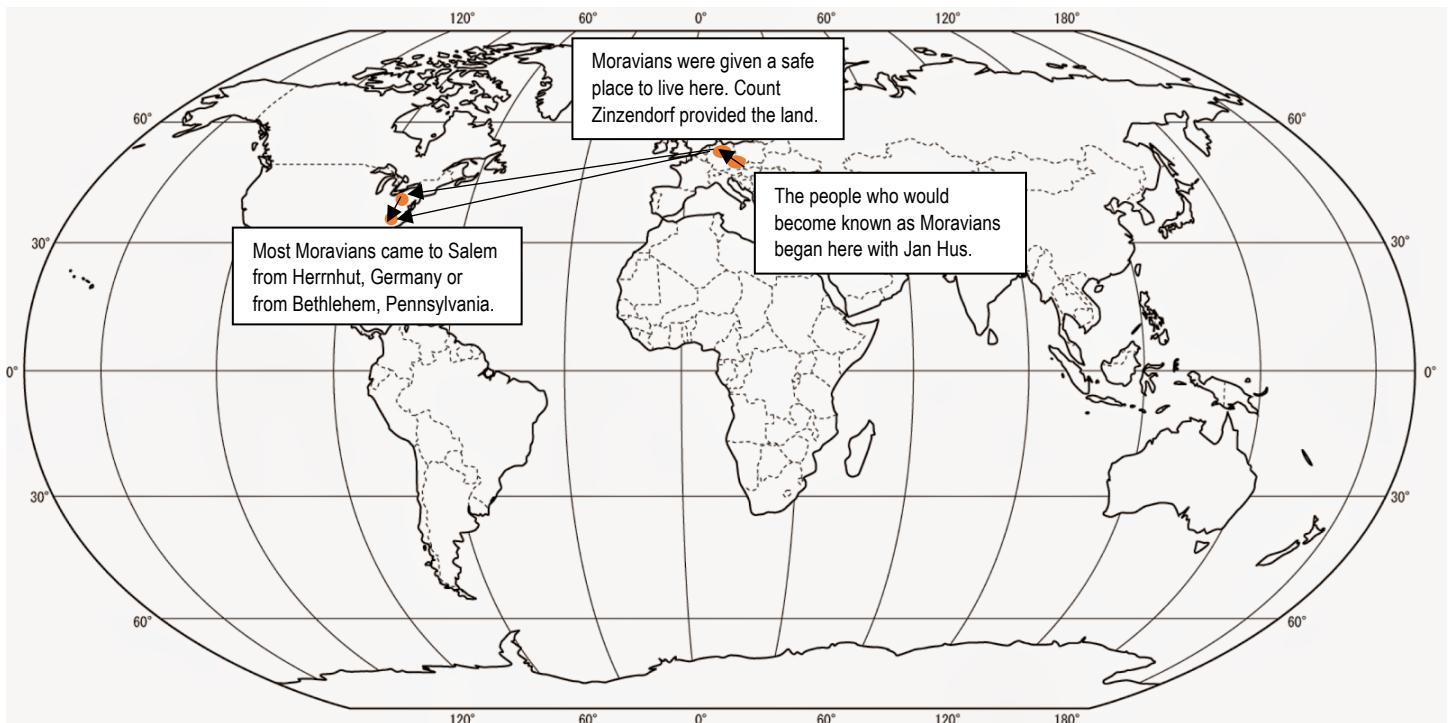 120° 60° 0° 60° 120° 180°
Moravians were given a safe
place to live here. Count
Zinzendorf provided the land.
60° 60°
The people who would
become known as Moravians
began here with Jan Hus.
30° 30°
Most Moravians came to Salem
from Herrnhut, Germany or
from Bethlehem, Pennsylvania.
0° 0°
30° 30°
60° 60°
120° 60° 0° 60° 120° 180°